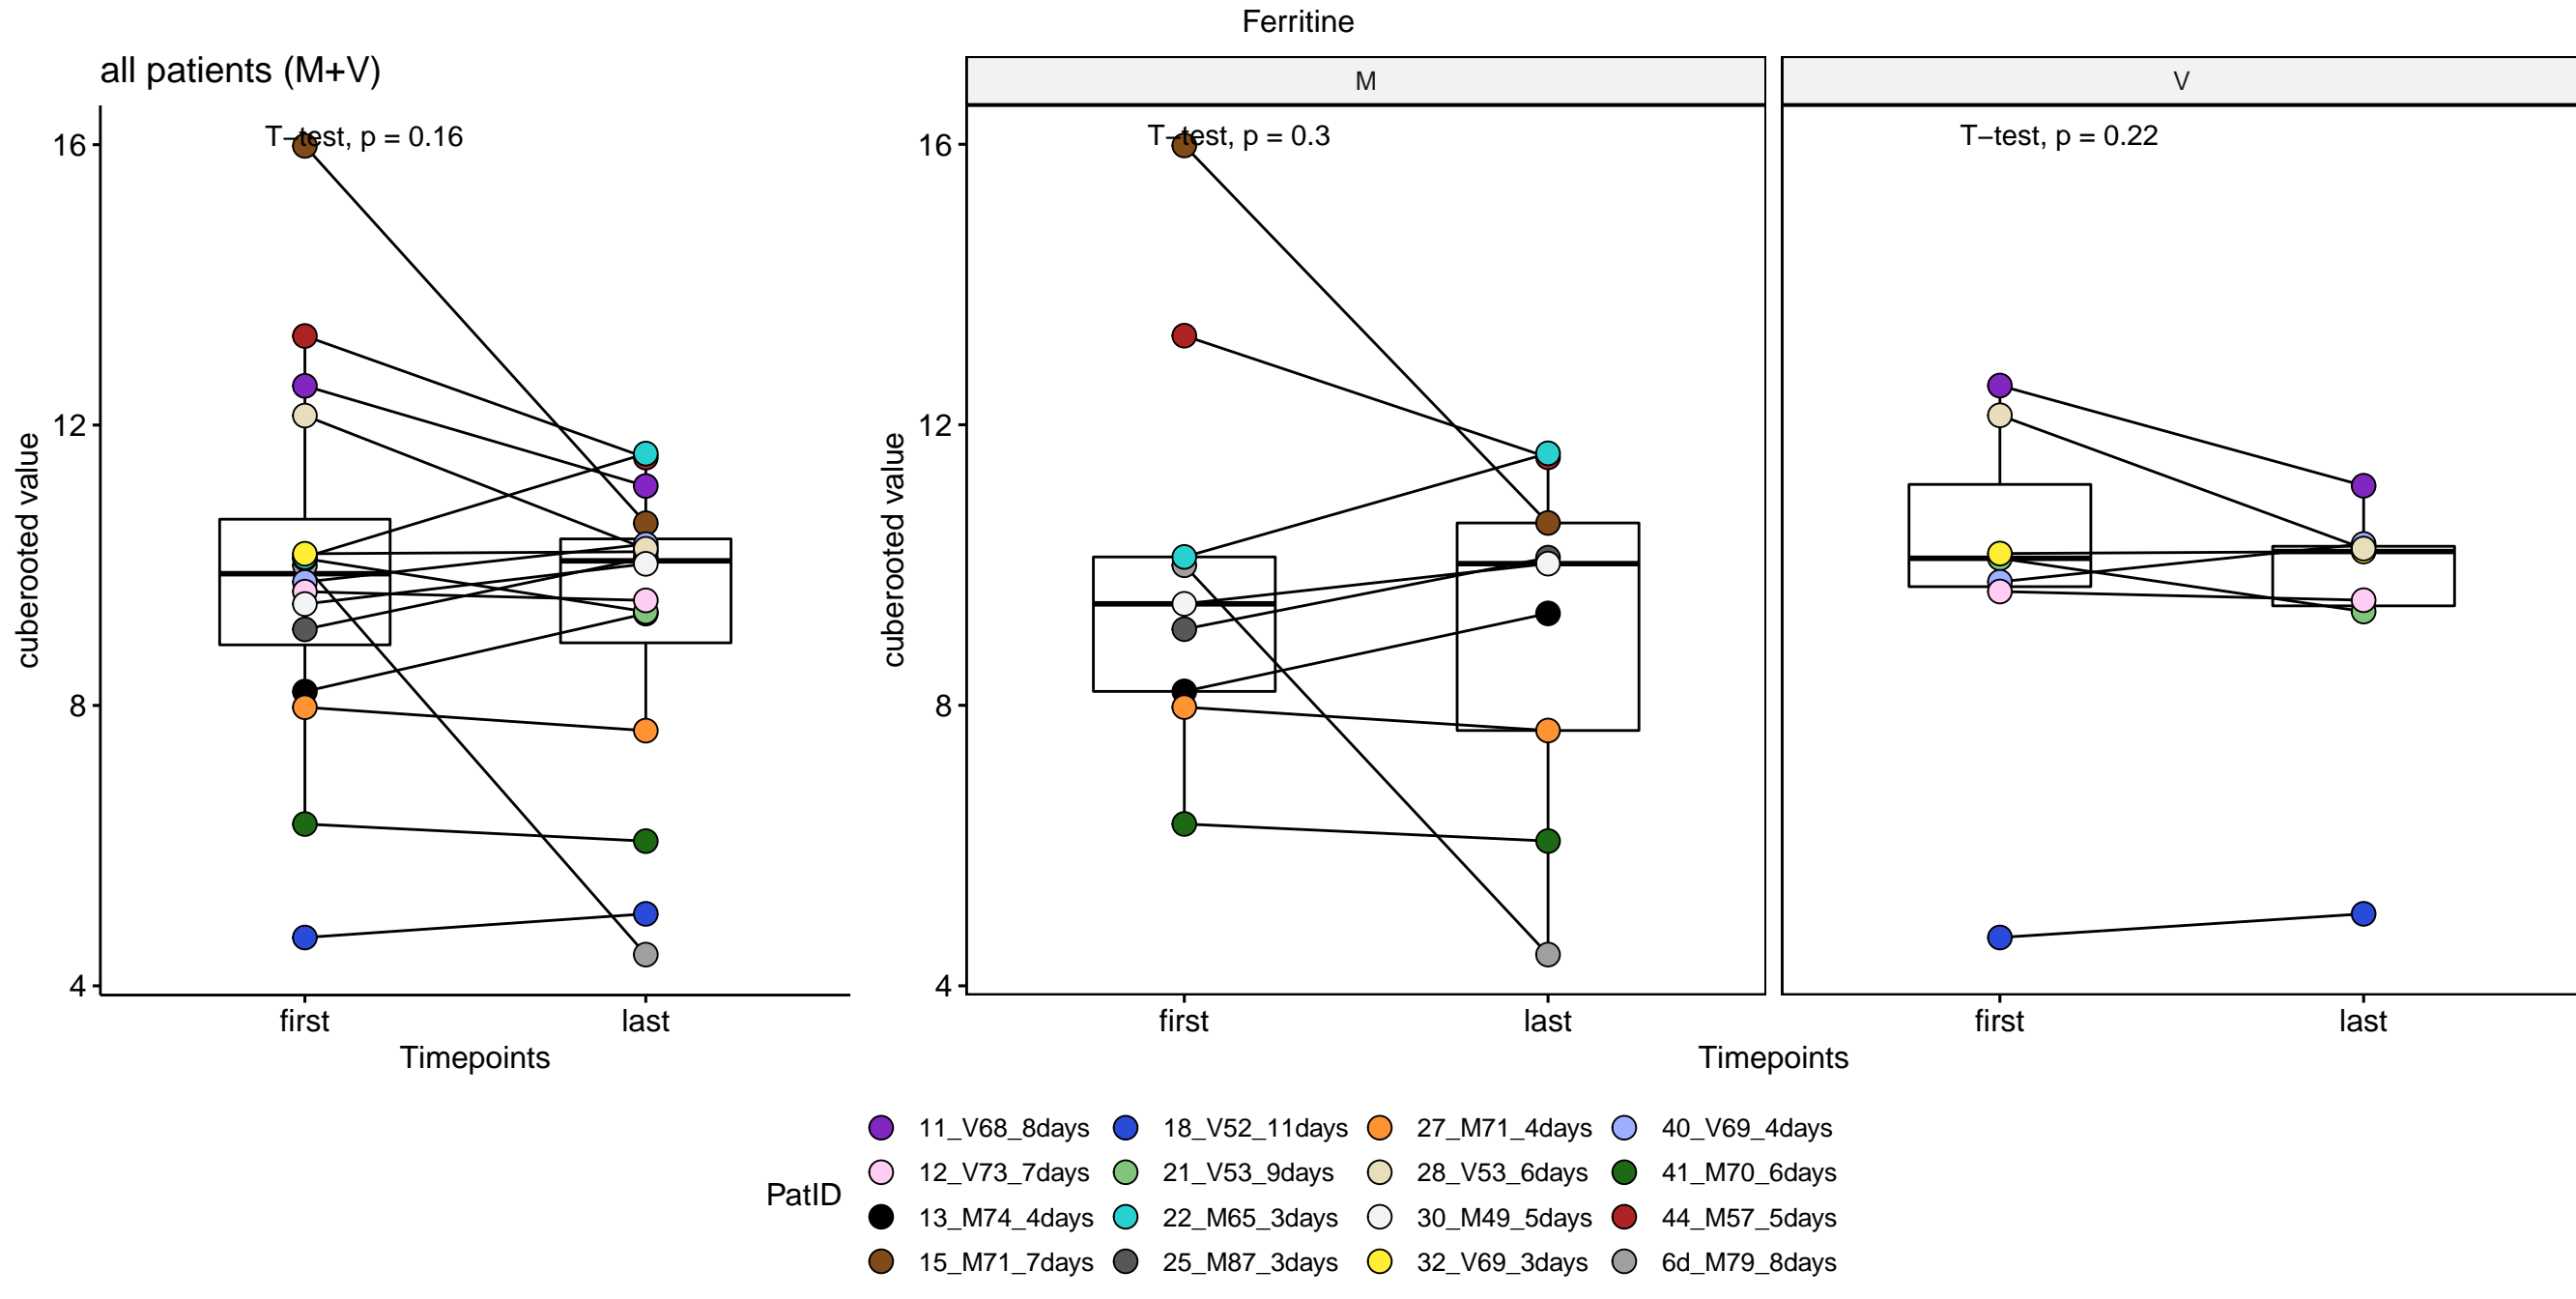 Ferritine
all patients (M+V)
M
V
T−test, p = 0.16
T−test, p = 0.3
T−test, p = 0.22
16
12
8
4
cuberooted value
16
12
8
4
cuberooted value
first last
first last
first last
Timepoints
Timepoints
PatID
11_V68_8days
12_V73_7days
13_M74_4days
15_M71_7days
18_V52_11days
21_V53_9days
22_M65_3days
25_M87_3days
27_M71_4days
28_V53_6days
30_M49_5days
32_V69_3days
40_V69_4days
41_M70_6days
44_M57_5days
6d_M79_8days